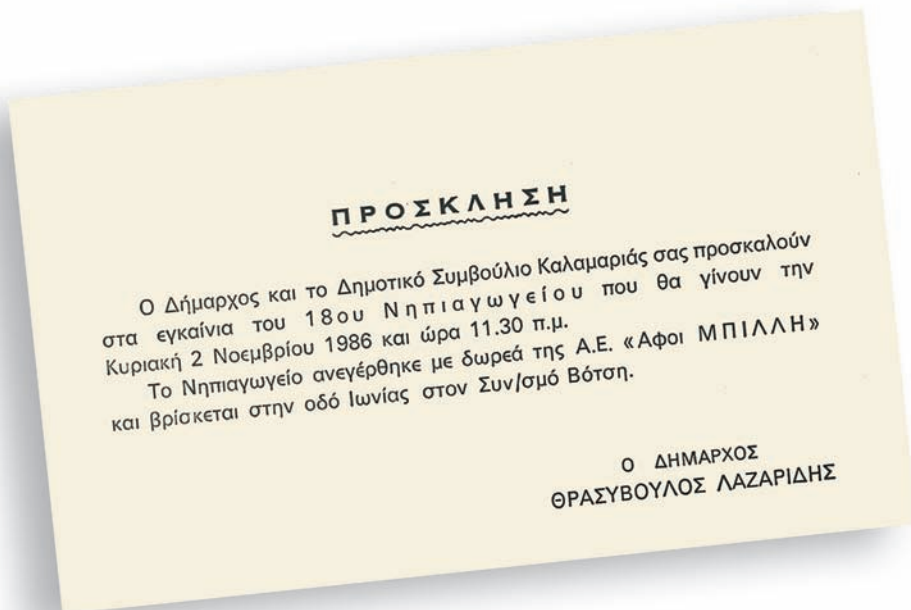 ΠΡΟΣΚΛΗΣΗ
Ο Δήμαρχος και το Δημοτικό Συμβούλιο Καλαμαριάς σας προσκαλούν
στα εγκαίνια του 18ου Νηπιαγωγείου που θα γίνουν την
Κυριακή 2 Νοεμβρίου 1986 και ώρα 11.30 π.μ.
Το Νηπιαγωγείο ανεγέρθηκε με δωρεά της Α.Ε. «Αφοι ΜΠΙΛΛΗ»
και βρίσκεται στην οδό Ιωνίας στον Συν/σμό Βότση.
Ο ΔΗΜΑΡΧΟΣ
ΘΡΑΣΥΒΟΥΛΟΣ ΛΑΖΑΡΙΔΗΣ